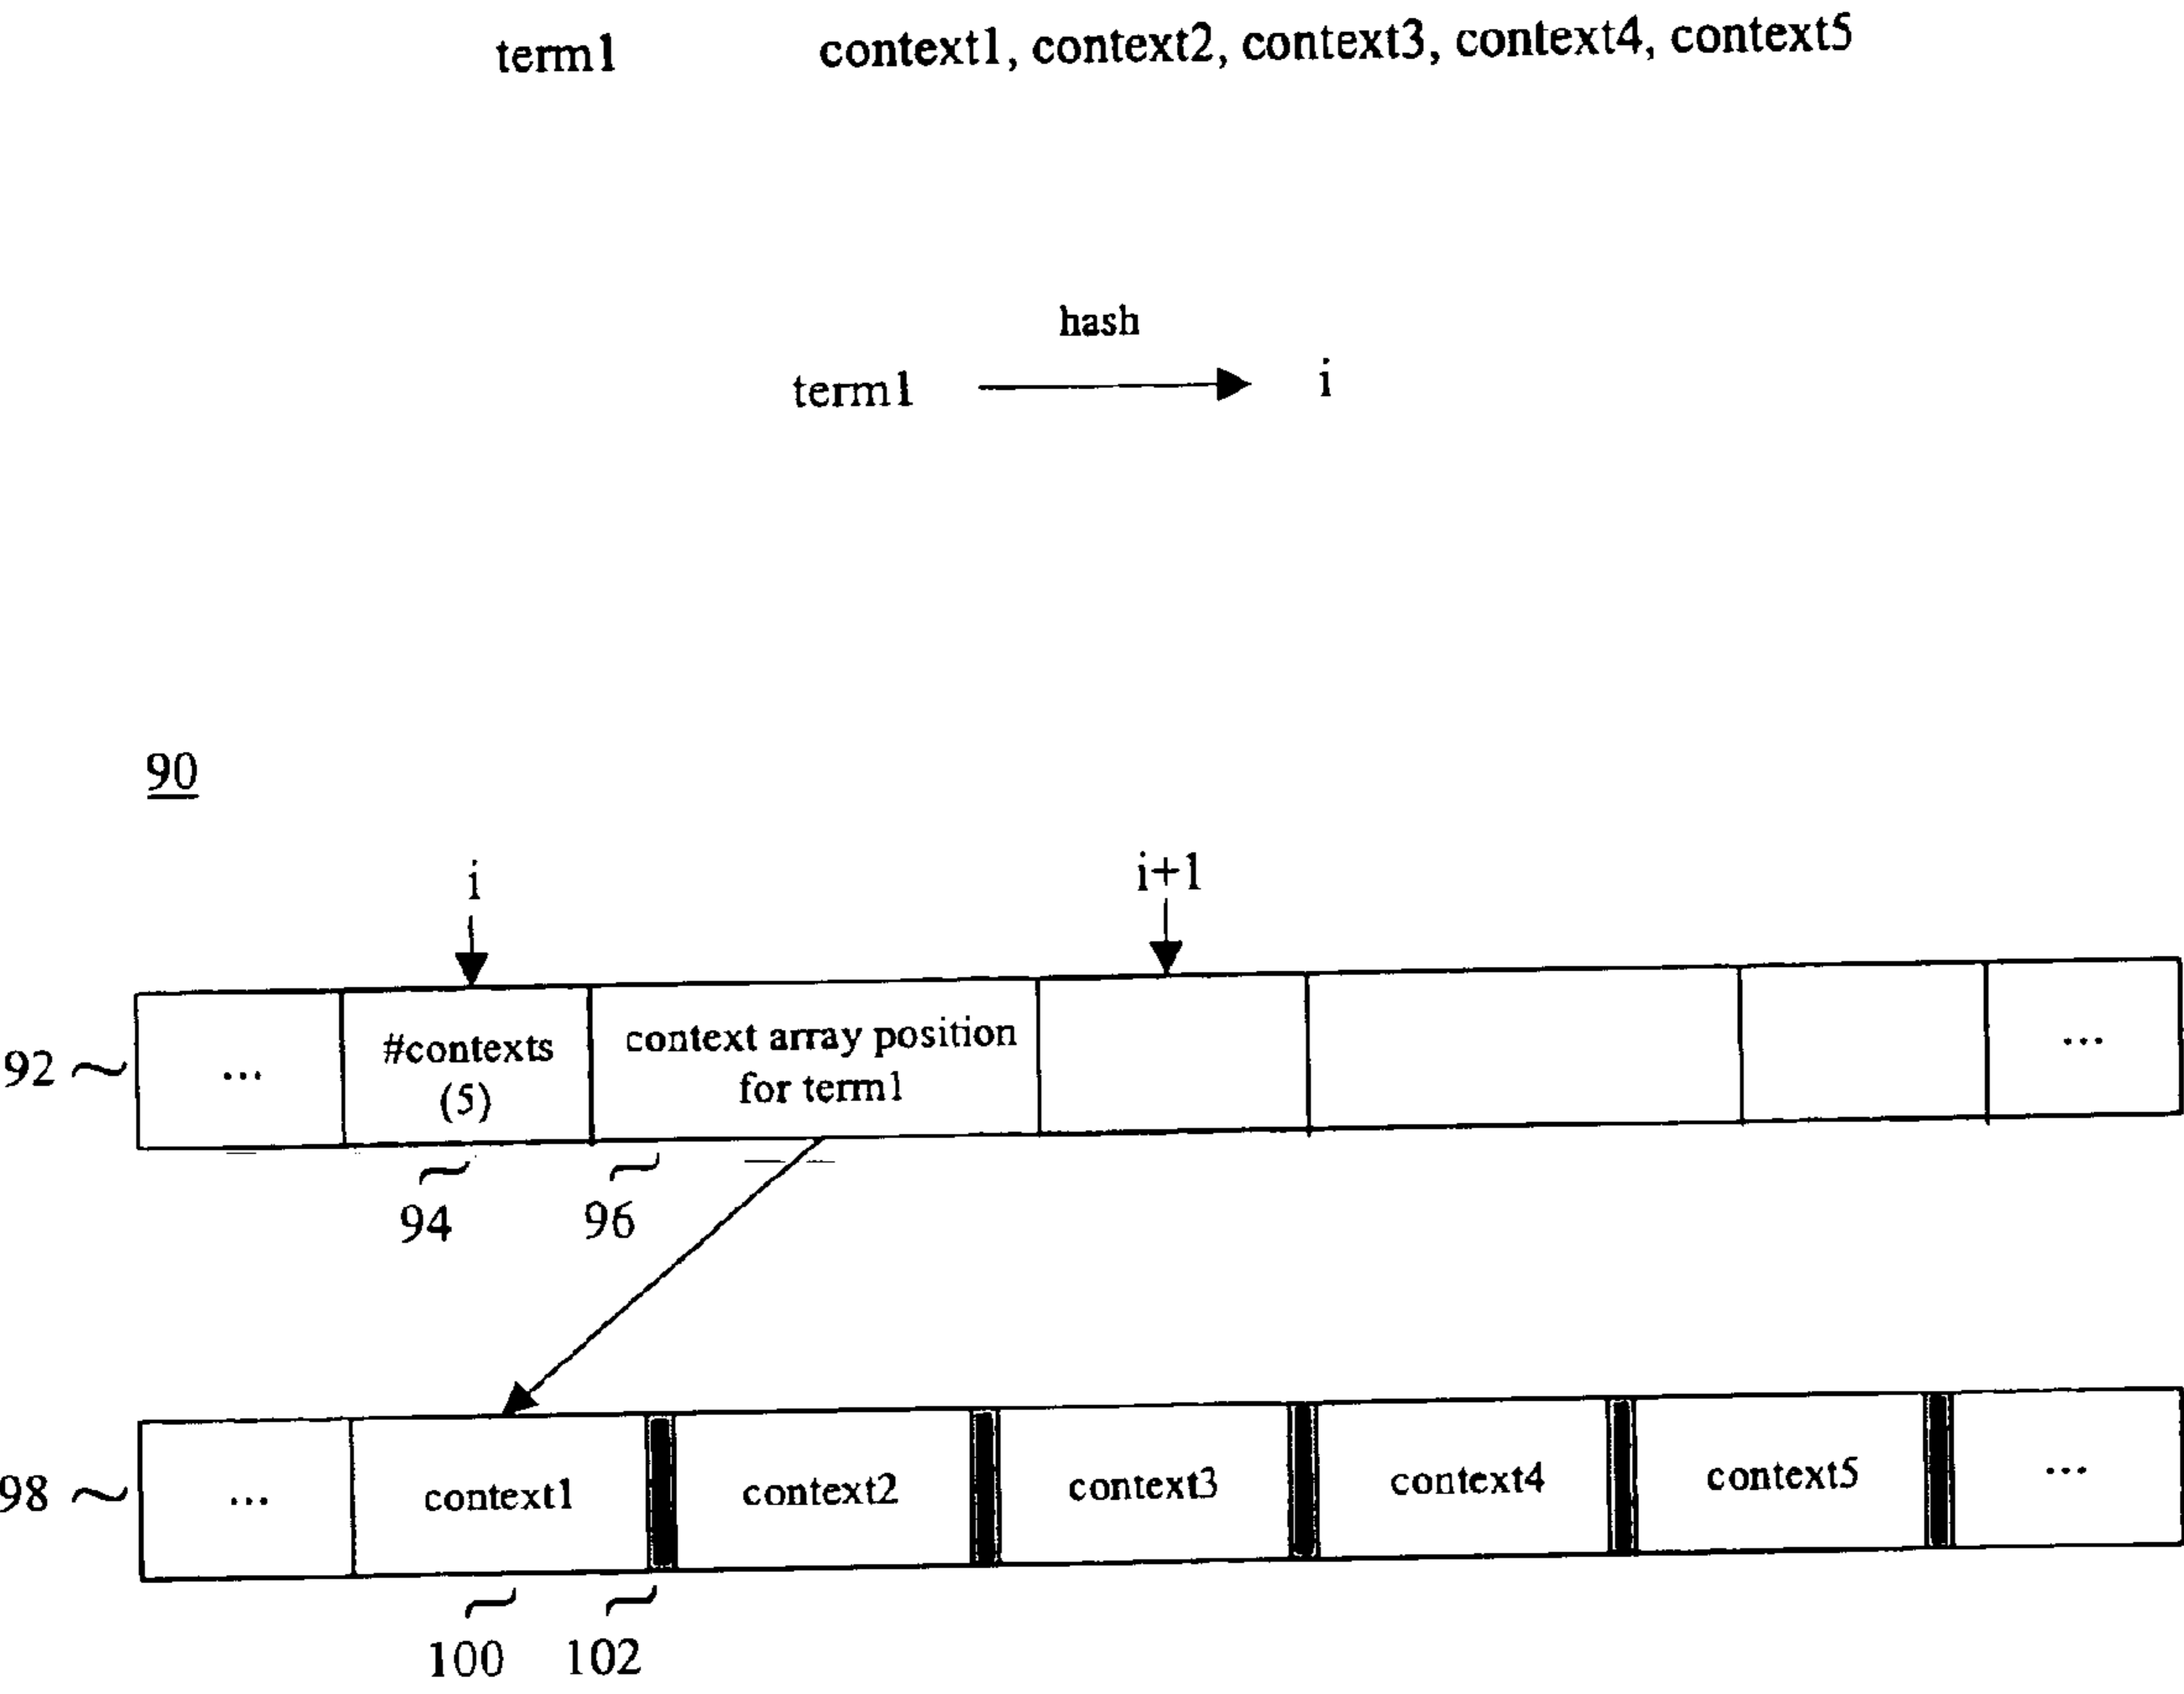 term1 context1, context2, context3, context4, context5
hash
term1 i
90
i i+1
92 ... #contexts (5) context array position for term1 ...
94 96
98 ... context1 context2 context3 context4 context5 ...
100 102